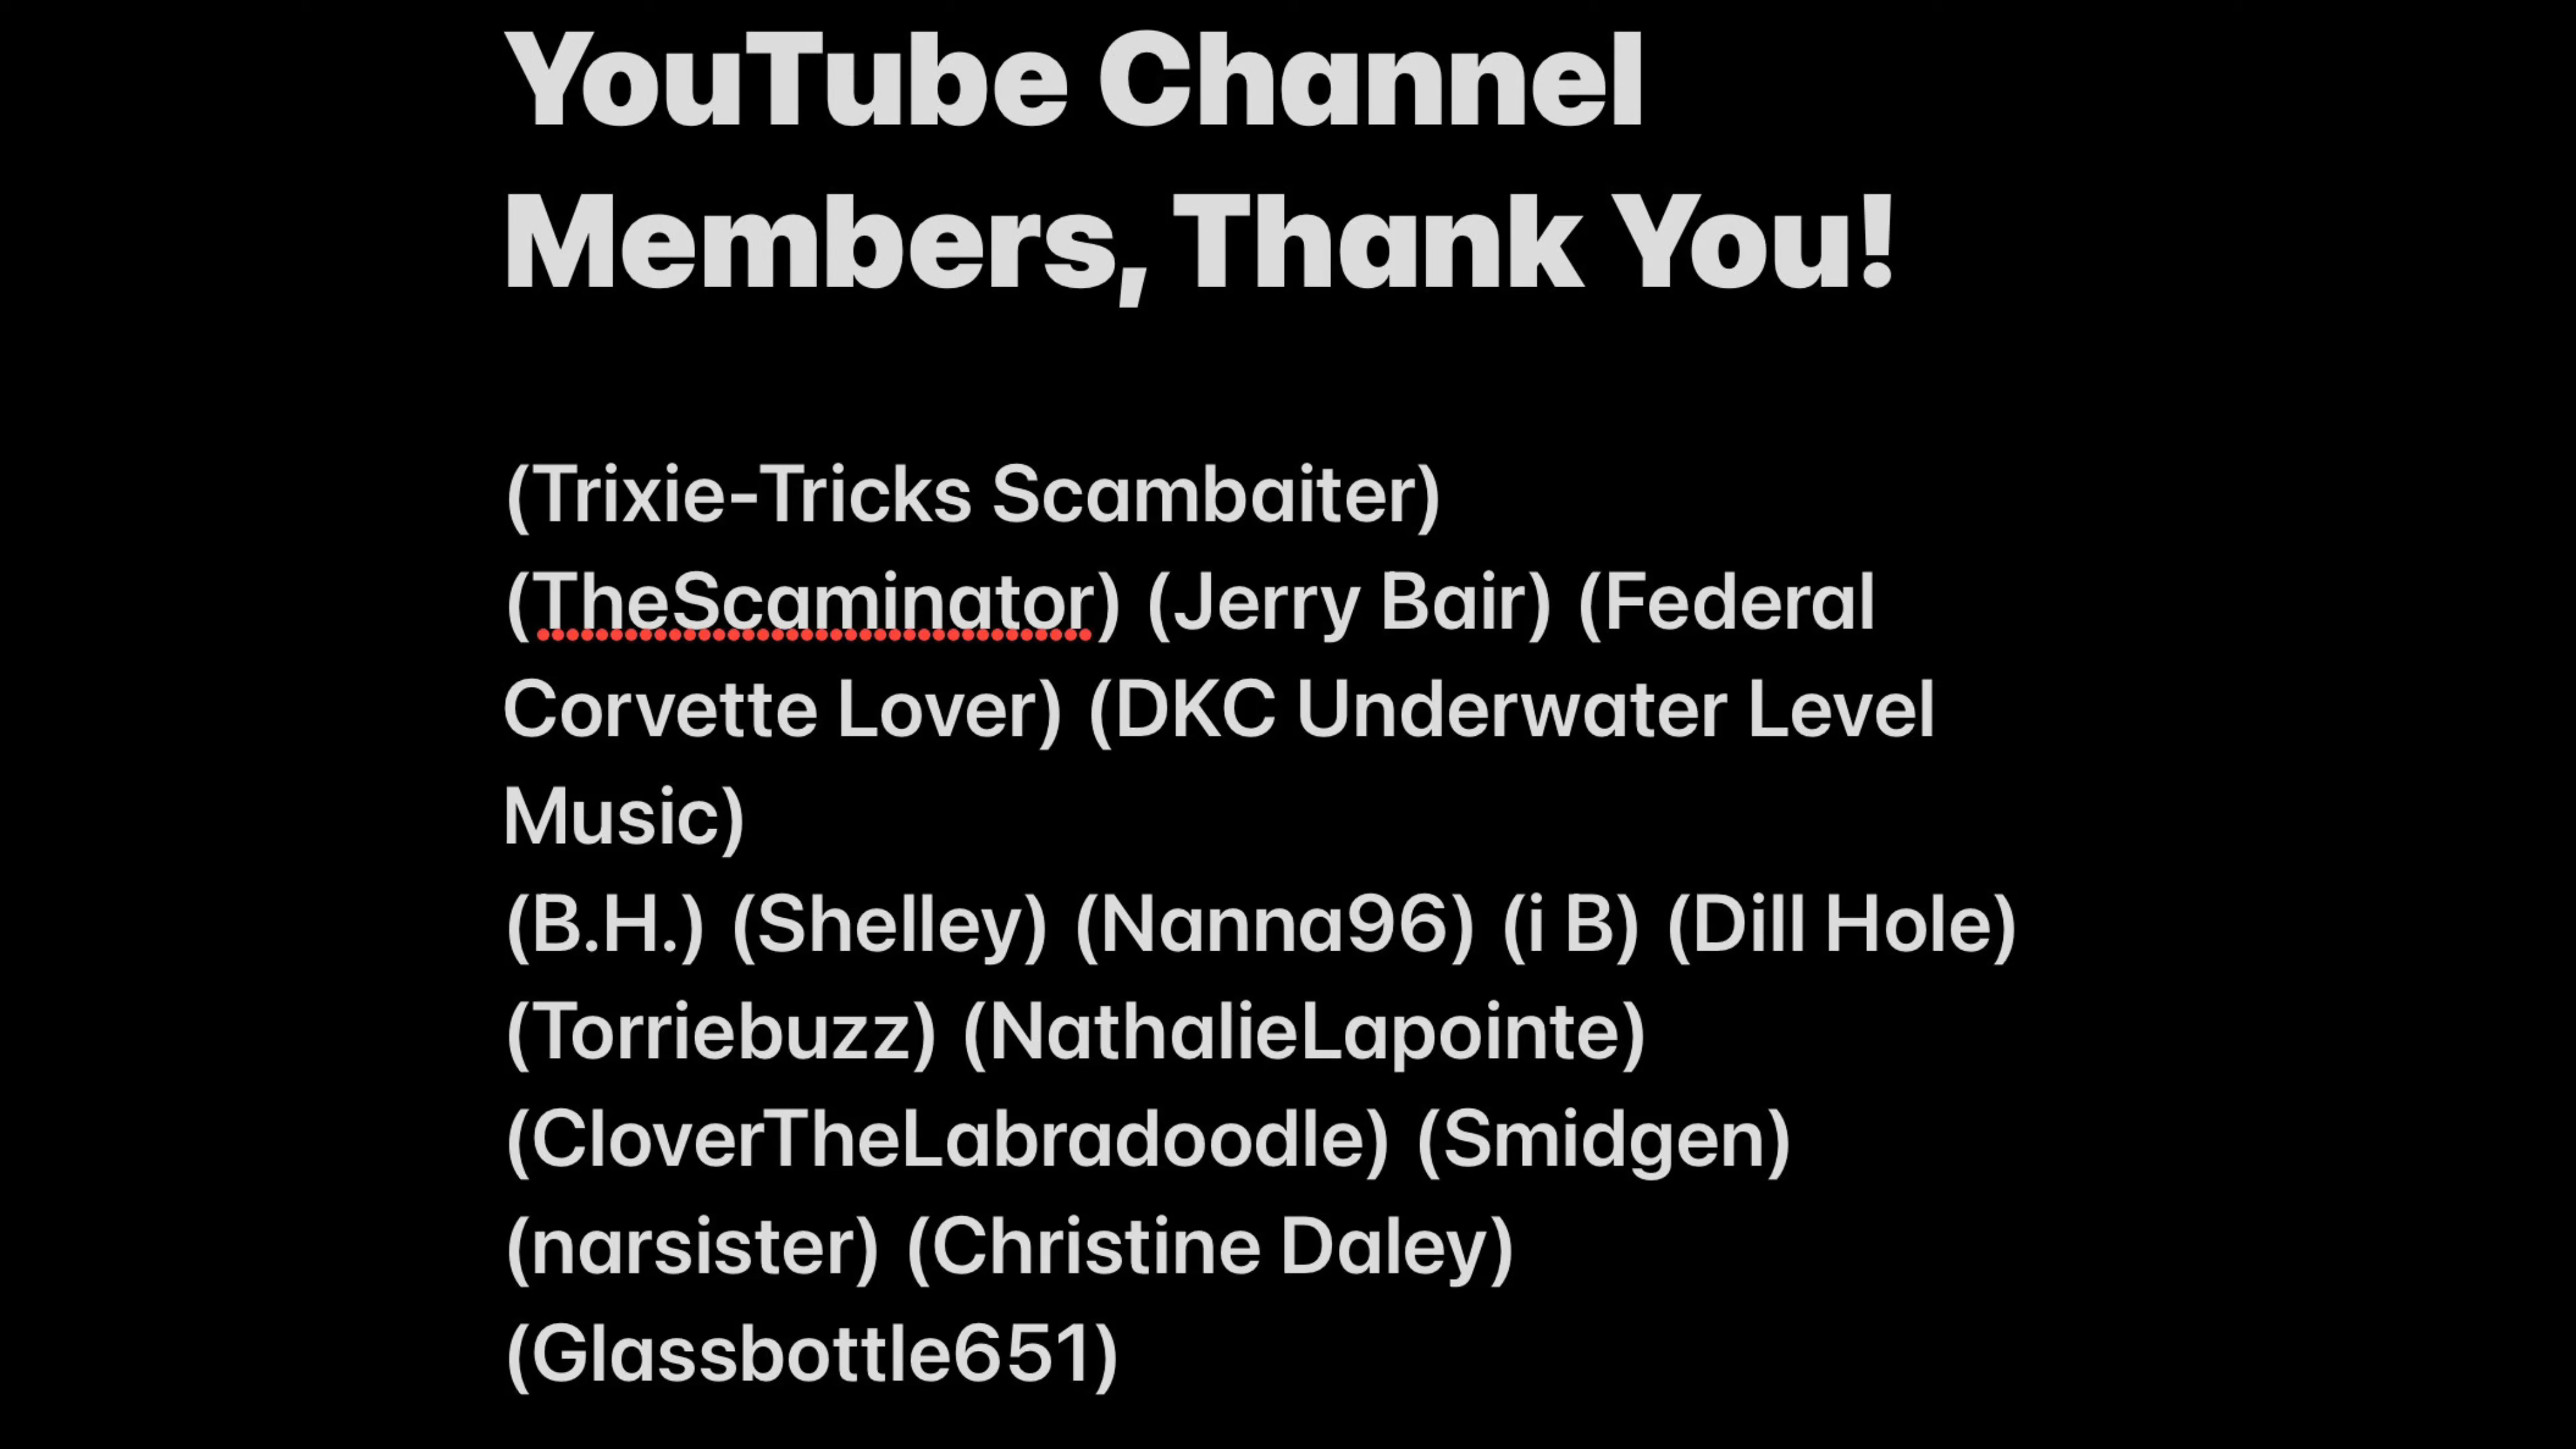 YouTube Channel
Members, Thank You!
(Trixie-Tricks Scambaiter)
(TheScaminator) (Jerry Bair) (Federal
Corvette Lover) (DKC Underwater Level
Music)
(B.H.) (Shelley) (Nanna96) (i B) (Dill Hole)
(Torriebuzz) (NathalieLapointe)
(CloverTheLabradoodle) (Smidgen)
(narsister) (Christine Daley)
(Glassbottle651)